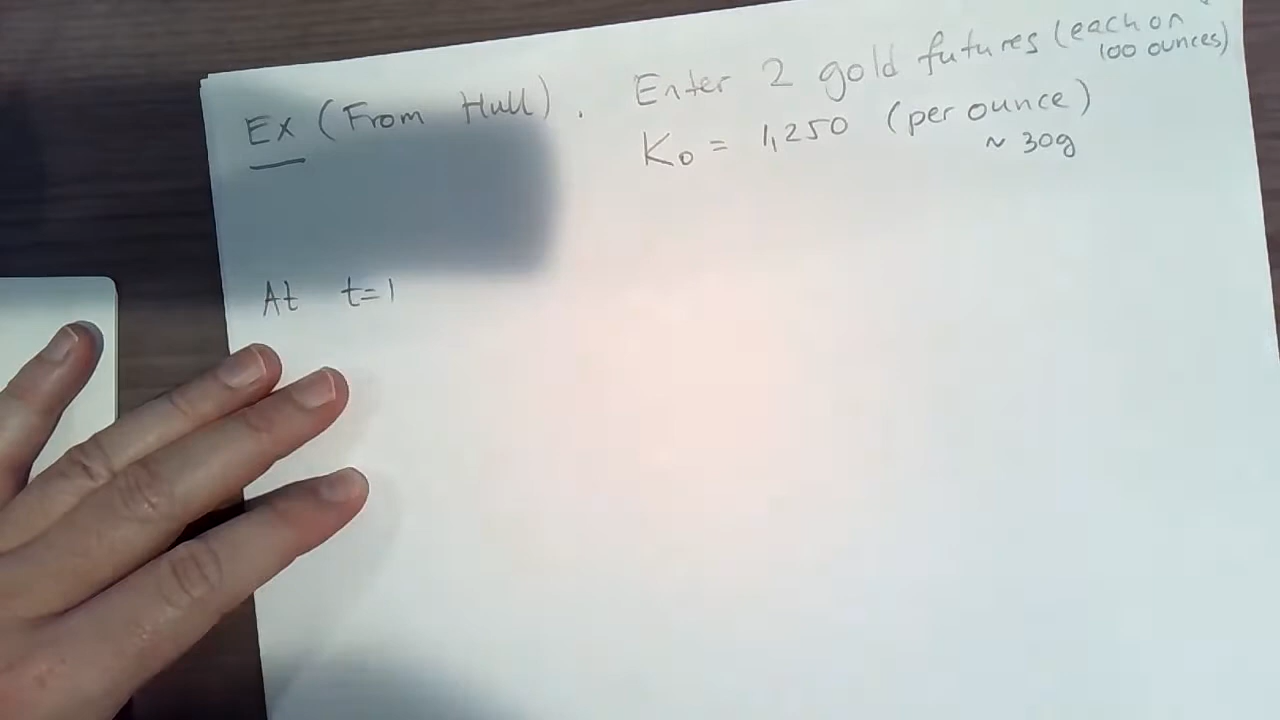 Ex (From Hull). Enter 2 gold futures (each on
100 ounces)
K₀ = 1,250 (per ounce)
~ 30g
At t=1